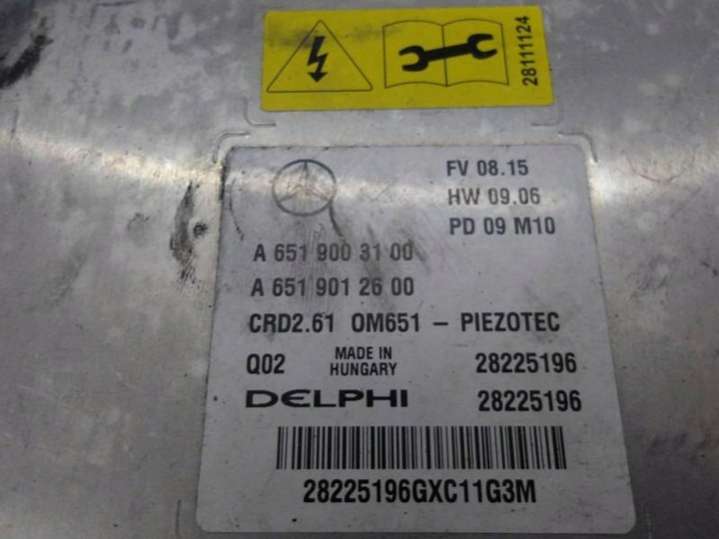 28111124
FV 08.15
HW 09.06
PD 09 M10
A 651 900 31 00
A 651 901 26 00
CRD2.61 OM651 – PIEZOTEC
Q02 MADE IN HUNGARY 28225196
DELPHI 28225196
28225196GXC11G3M